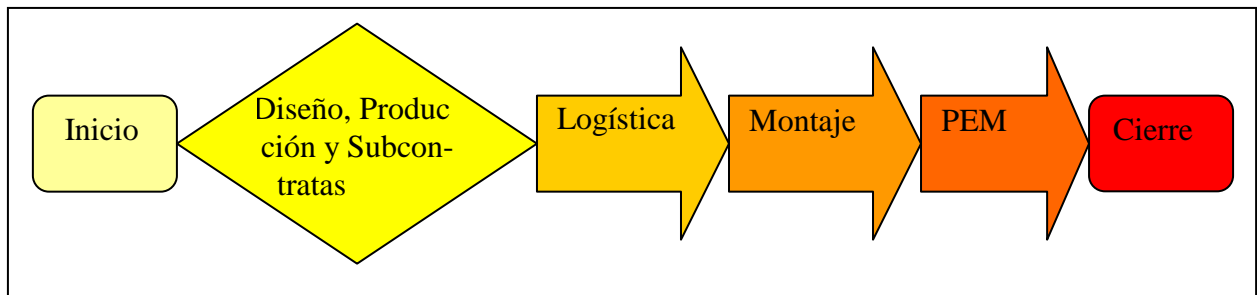 Inicio
Diseño, Produc
ción y Subcon-
tratas
Logística
Montaje
PEM
Cierre